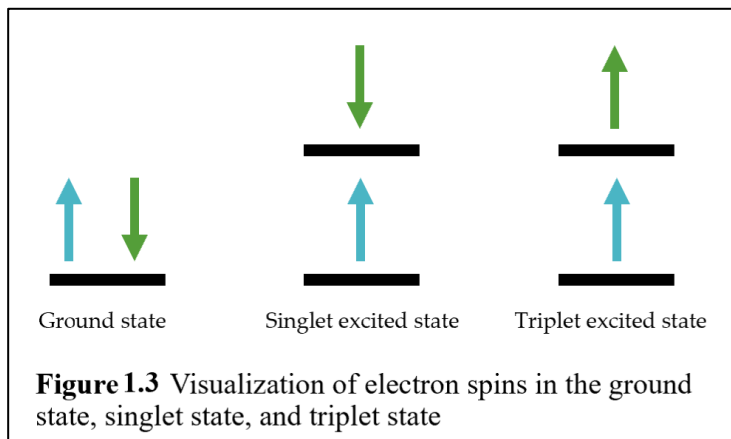 Ground state
Singlet excited state
Triplet excited state
Figure 1.3 Visualization of electron spins in the ground
state, singlet state, and triplet state